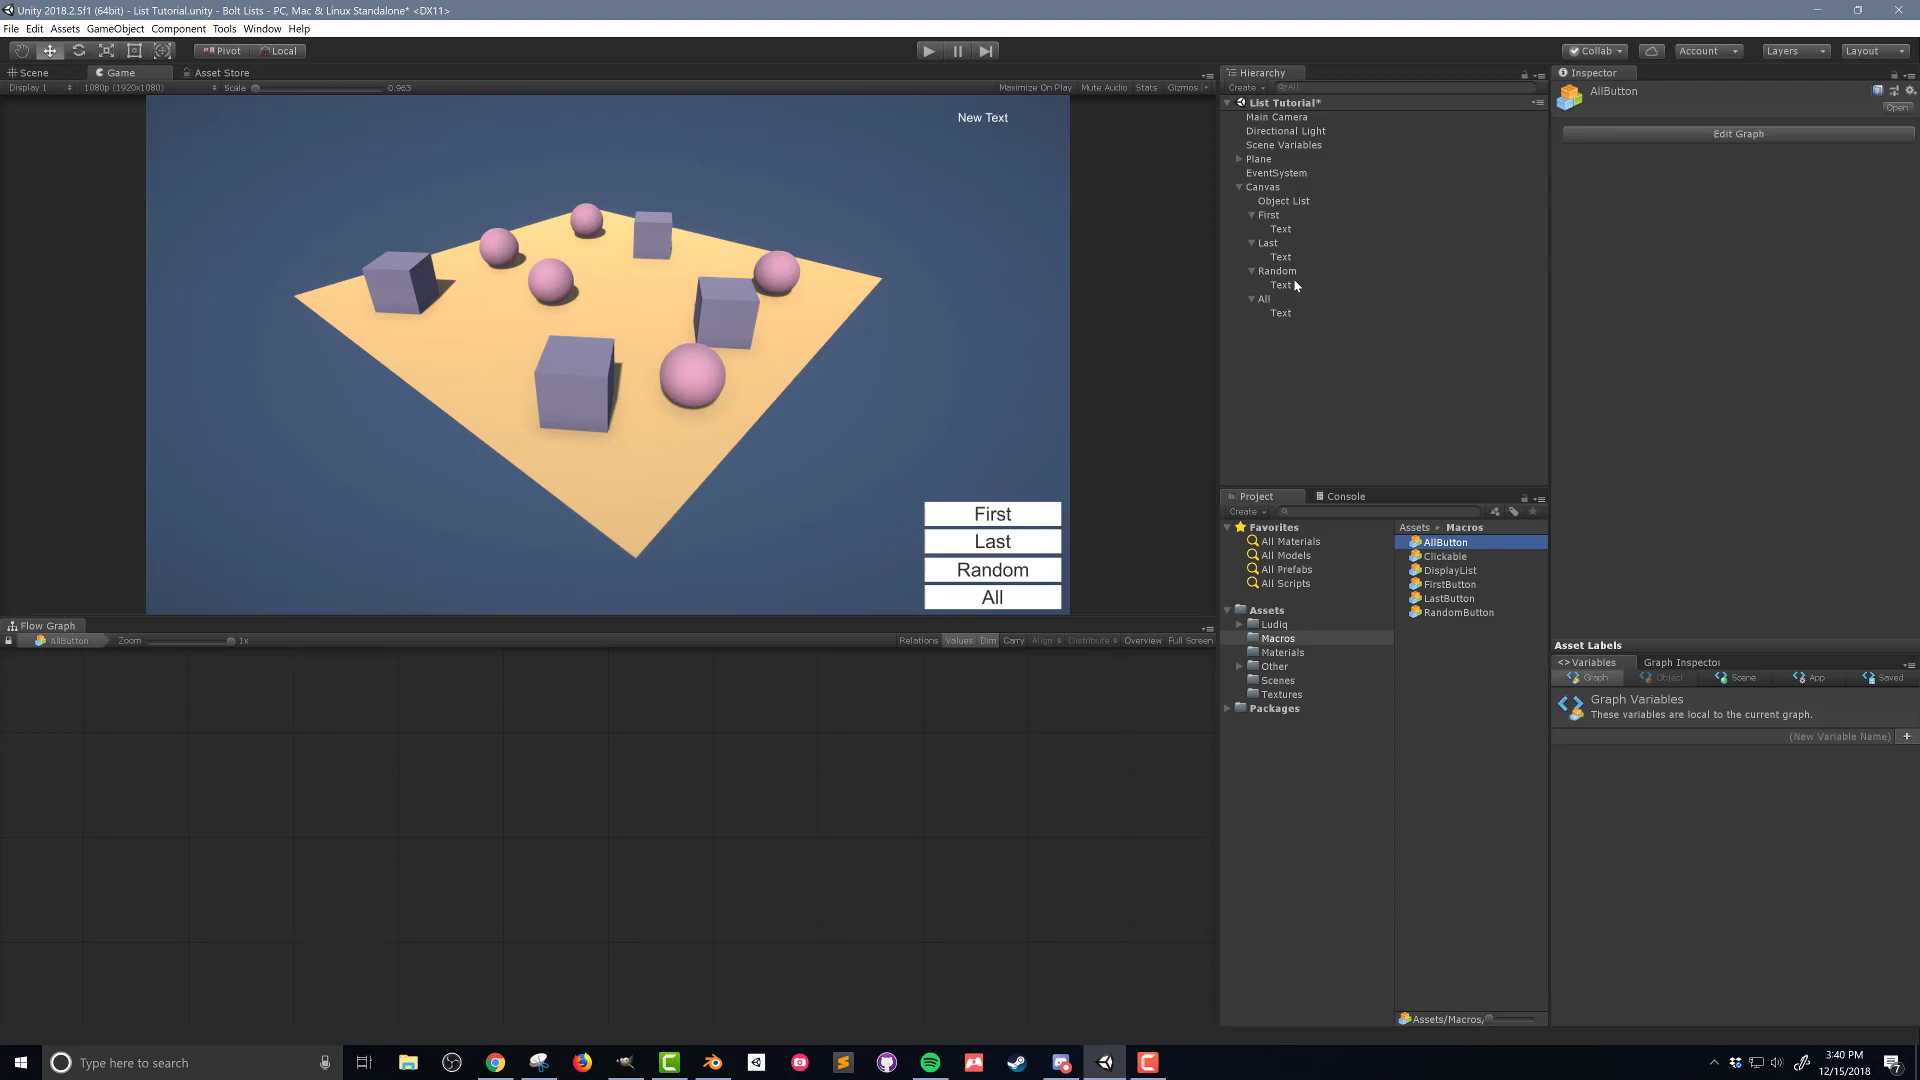 Unity 2018.2.5f1 (64bit) - List Tutorial.unity - Bolt Lists - PC, Mac & Linux Standalone* <DX11>
File Edit Assets GameObject Component Tools Window Help
Pivot Local Collab Account Layers Layout
Scene Game Asset Store
Display 1 1080p (1920x1080) Scale 0.963 Maximize On Play Mute Audio Stats Gizmos
New Text
First
Last
Random
All
Hierarchy
Create All
List Tutorial*
Main Camera
Directional Light
Scene Variables
Plane
EventSystem
Canvas
Object List
First
Text
Last
Text
Random
Text
All
Text
Inspector
AllButton
Open
Edit Graph
Project Console
Create
Favorites
All Materials
All Models
All Prefabs
All Scripts
Assets
Ludiq
Macros
Materials
Other
Scenes
Textures
Packages
Assets Macros
AllButton
Clickable
DisplayList
FirstButton
LastButton
RandomButton
Assets/Macros/
Asset Labels
<> Variables Graph Inspector
Graph Object Scene App Saved
Graph Variables
These variables are local to the current graph.
(New Variable Name) +
Flow Graph
AllButton Zoom 1x Relations Values Dim Carry Align Distribute Overview Full Screen
Type here to search
3:40 PM
12/15/2018
7